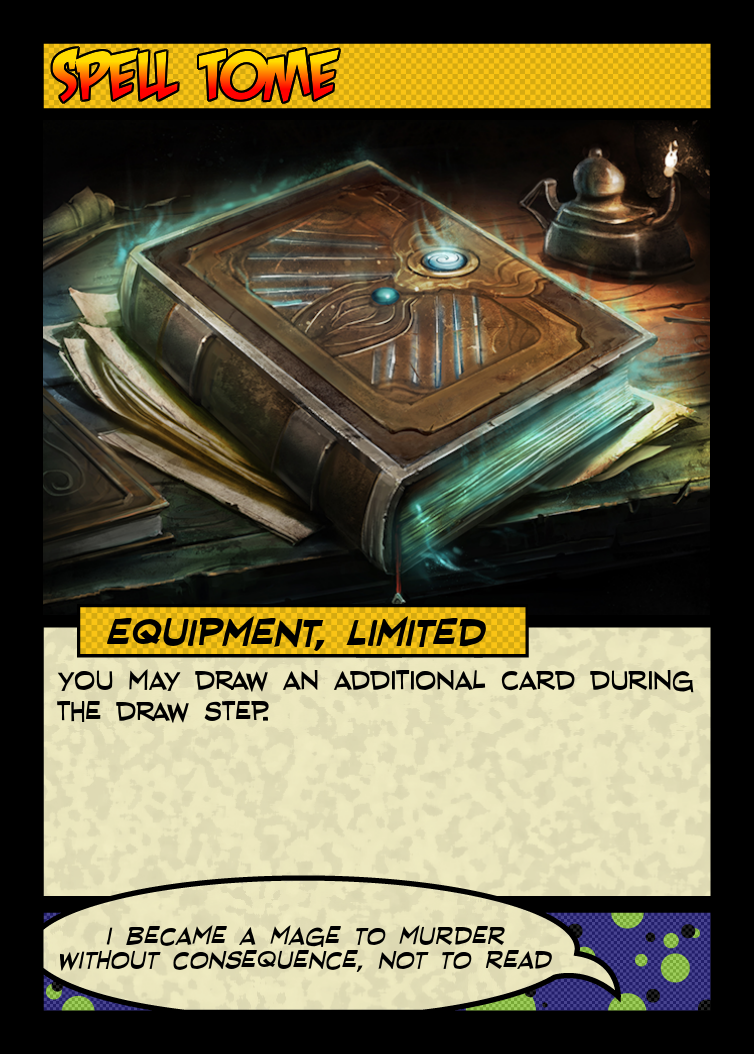 SPELL TOME
EQUIPMENT, LIMITED
YOU MAY DRAW AN ADDITIONAL CARD DURING
THE DRAW STEP.
I BECAME A MAGE TO MURDER
WITHOUT CONSEQUENCE, NOT TO READ